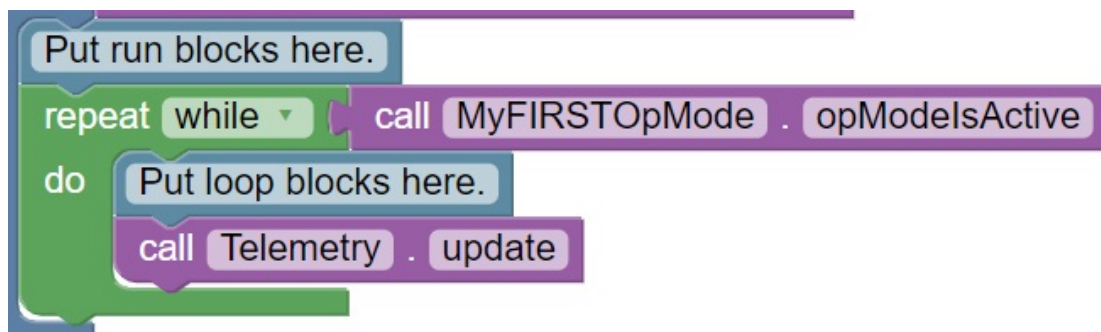 Put run blocks here.
repeat while call MyFIRSTOpMode . opModeIsActive
do Put loop blocks here.
call Telemetry . update